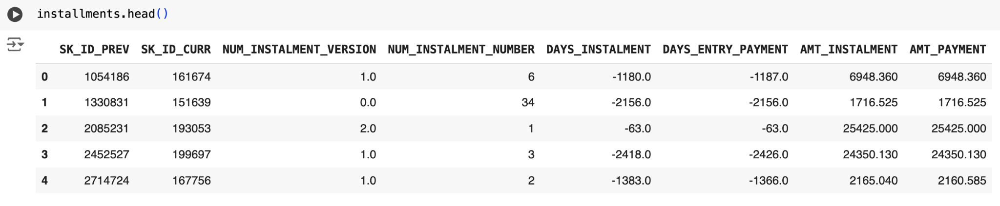 installments.head()
SK_ID_PREV SK_ID_CURR NUM_INSTALMENT_VERSION NUM_INSTALMENT_NUMBER DAYS_INSTALMENT DAYS_ENTRY_PAYMENT AMT_INSTALMENT AMT_PAYMENT
0 1054186 161674 1.0 6 -1180.0 -1187.0 6948.360 6948.360
1 1330831 151639 0.0 34 -2156.0 -2156.0 1716.525 1716.525
2 2085231 193053 2.0 1 -63.0 -63.0 25425.000 25425.000
3 2452527 199697 1.0 3 -2418.0 -2426.0 24350.130 24350.130
4 2714724 167756 1.0 2 -1383.0 -1366.0 2165.040 2160.585